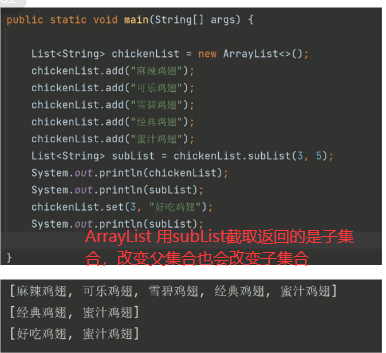 public static void main(String[] args) {
List<String> chickenList = new ArrayList<>();
chickenList.add("麻辣鸡翅");
chickenList.add("可乐鸡翅");
chickenList.add("雪碧鸡翅");
chickenList.add("经典鸡翅");
chickenList.add("蜜汁鸡翅");
List<String> subList = chickenList.subList(3, 5);
System.out.println(chickenList);
System.out.println(subList);
chickenList.set(3, "好吃鸡翅");
System.out.println(subList);
ArrayList 用subList截取返回的是子集
合，改变父集合也会改变子集合
}
[麻辣鸡翅, 可乐鸡翅, 雪碧鸡翅, 经典鸡翅, 蜜汁鸡翅]
[经典鸡翅, 蜜汁鸡翅]
[好吃鸡翅, 蜜汁鸡翅]